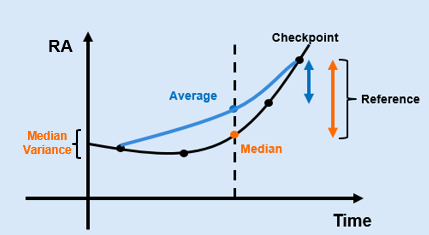 RA
Checkpoint
Average
Reference
Median
Variance
Median
Time